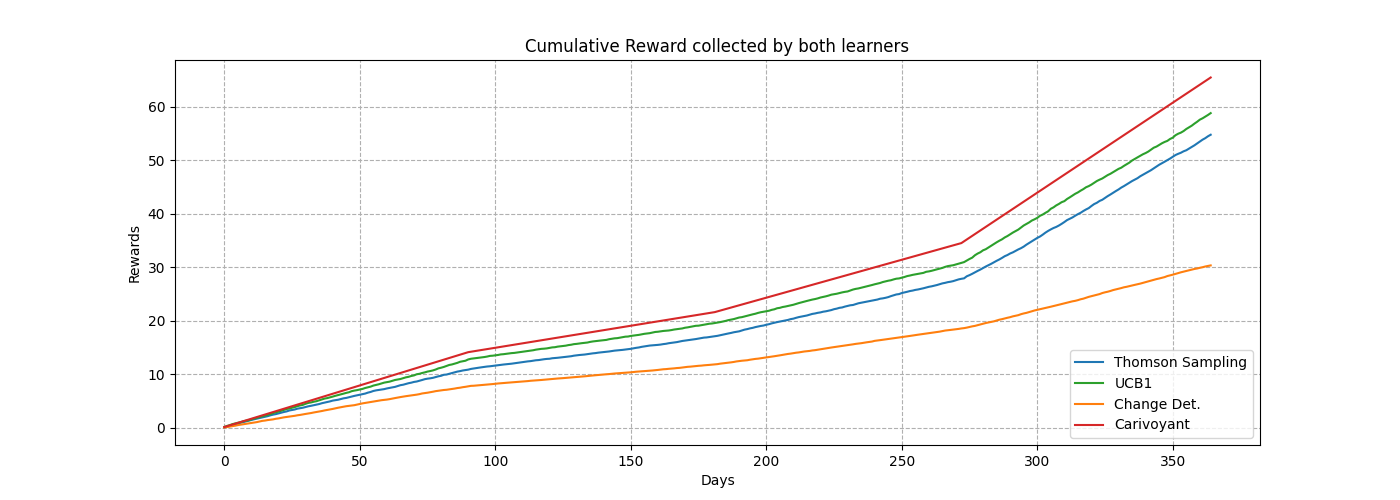 Cumulative Reward collected by both learners
Rewards
60
50
40
30
20
10
0
0 50 100 150 200 250 300 350
Days
Thomson Sampling
UCB1
Change Det.
Carivoyant